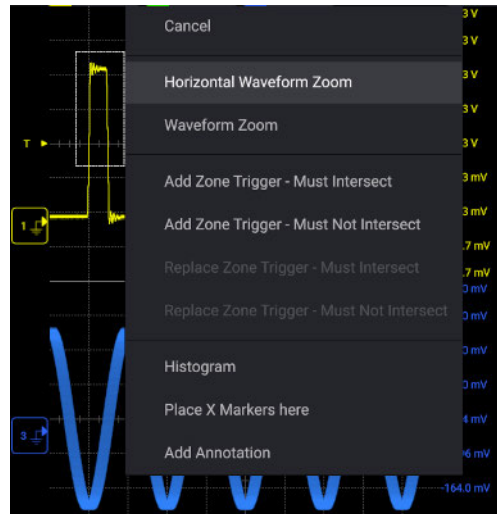 3 V
Cancel
3 V
Horizontal Waveform Zoom
3 V
3 V
Waveform Zoom
T
3 V
Add Zone Trigger - Must Intersect
3 mV
1
Add Zone Trigger - Must Not Intersect
3 mV
.7 mV
Replace Zone Trigger - Must Intersect
.7 mV
0 mV
Replace Zone Trigger - Must Not Intersect
0 mV
0 mV
Histogram
0 mV
Place X Markers here
4 mV
3
Add Annotation
6 mV
-164.0 mV